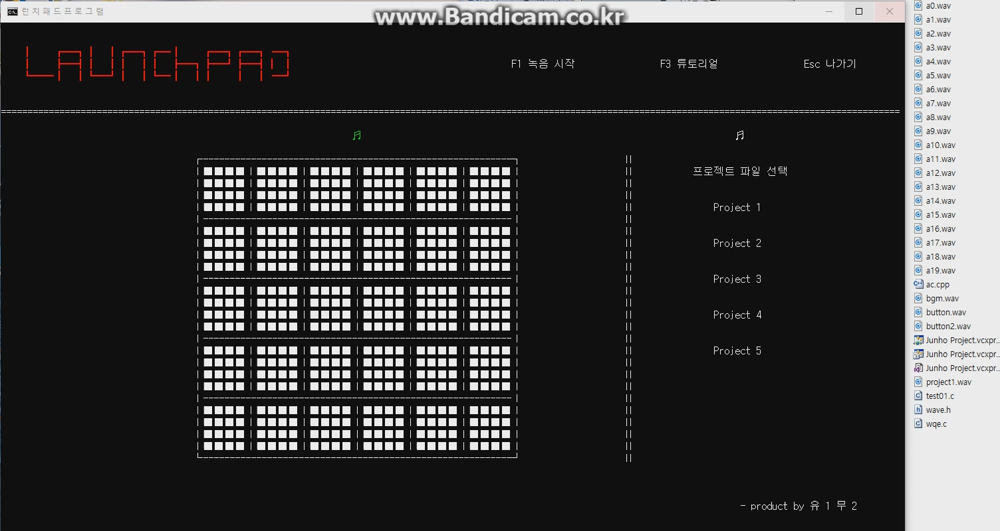 런치패드프로그램
www.Bandicam.co.kr
LAUNCHPAD
F1 녹음 시작
F3 튜토리얼
Esc 나가기
♬
♬
프로젝트 파일 선택
Project 1
Project 2
Project 3
Project 4
Project 5
- product by 유 1 무 2
a0.wav
a1.wav
a2.wav
a3.wav
a4.wav
a5.wav
a6.wav
a7.wav
a8.wav
a9.wav
a10.wav
a11.wav
a12.wav
a13.wav
a14.wav
a15.wav
a16.wav
a17.wav
a18.wav
a19.wav
ac.cpp
bgm.wav
button.wav
button2.wav
Junho Project.vcxpr...
Junho Project.vcxpr...
Junho Project.vcxpr...
project1.wav
test01.c
wave.h
wqe.c